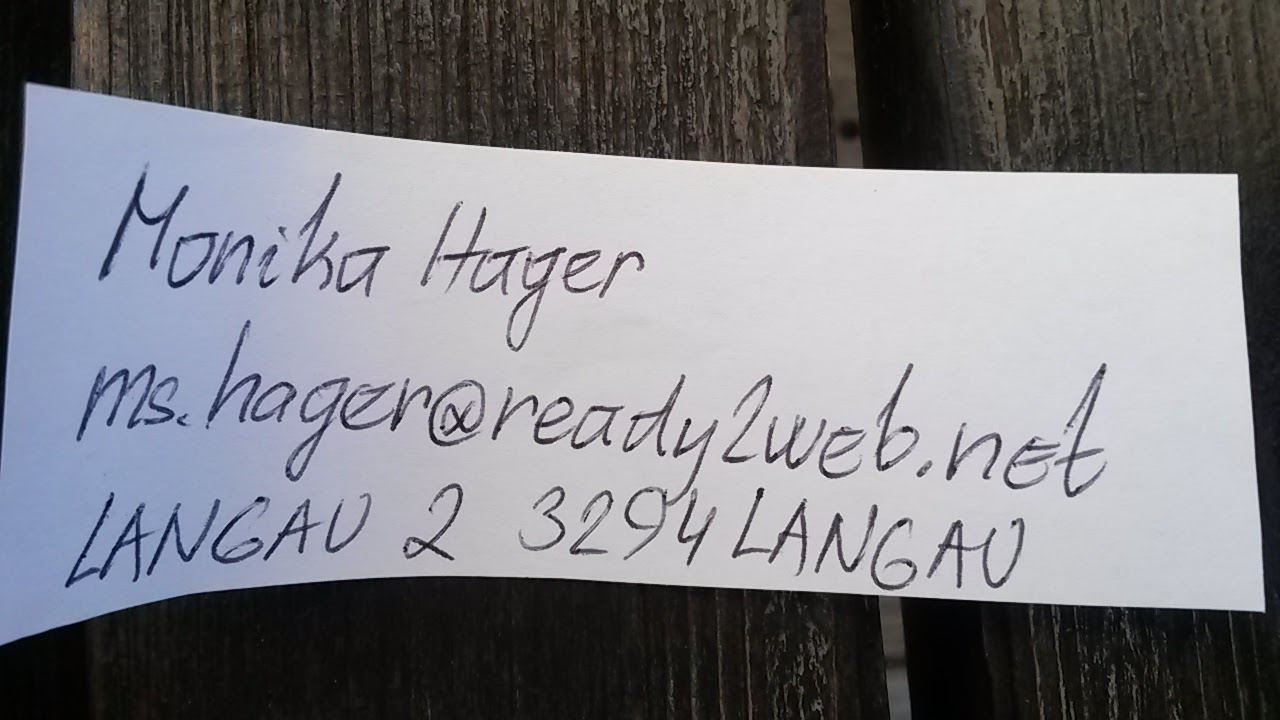 Monika Hager
ms.hager@ready2web.net
LANGAU 2 3294 LANGAU